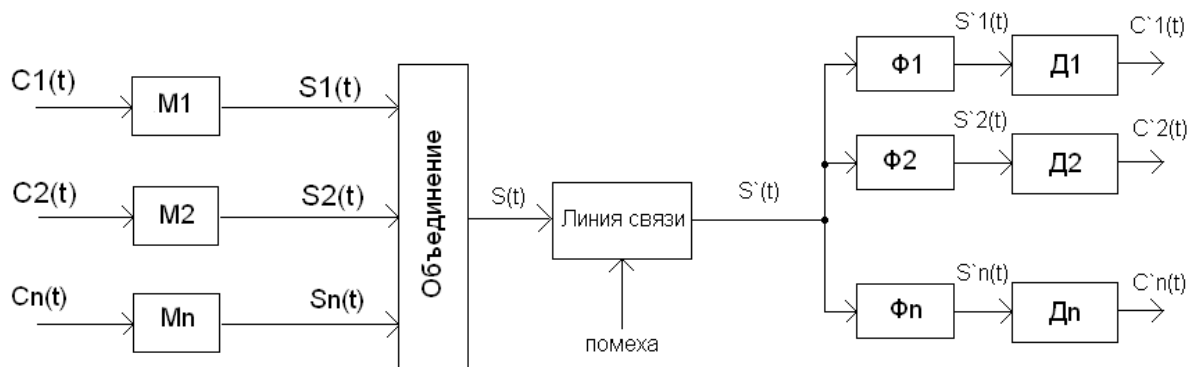 C1(t)
M1
S1(t)
C2(t)
M2
S2(t)
Cn(t)
Mn
Sn(t)
Объединение
S(t)
Линия связи
помеха
S`(t)
Ф1
S`1(t)
Д1
C`1(t)
Ф2
S`2(t)
Д2
C`2(t)
Фn
S`n(t)
Дn
C`n(t)